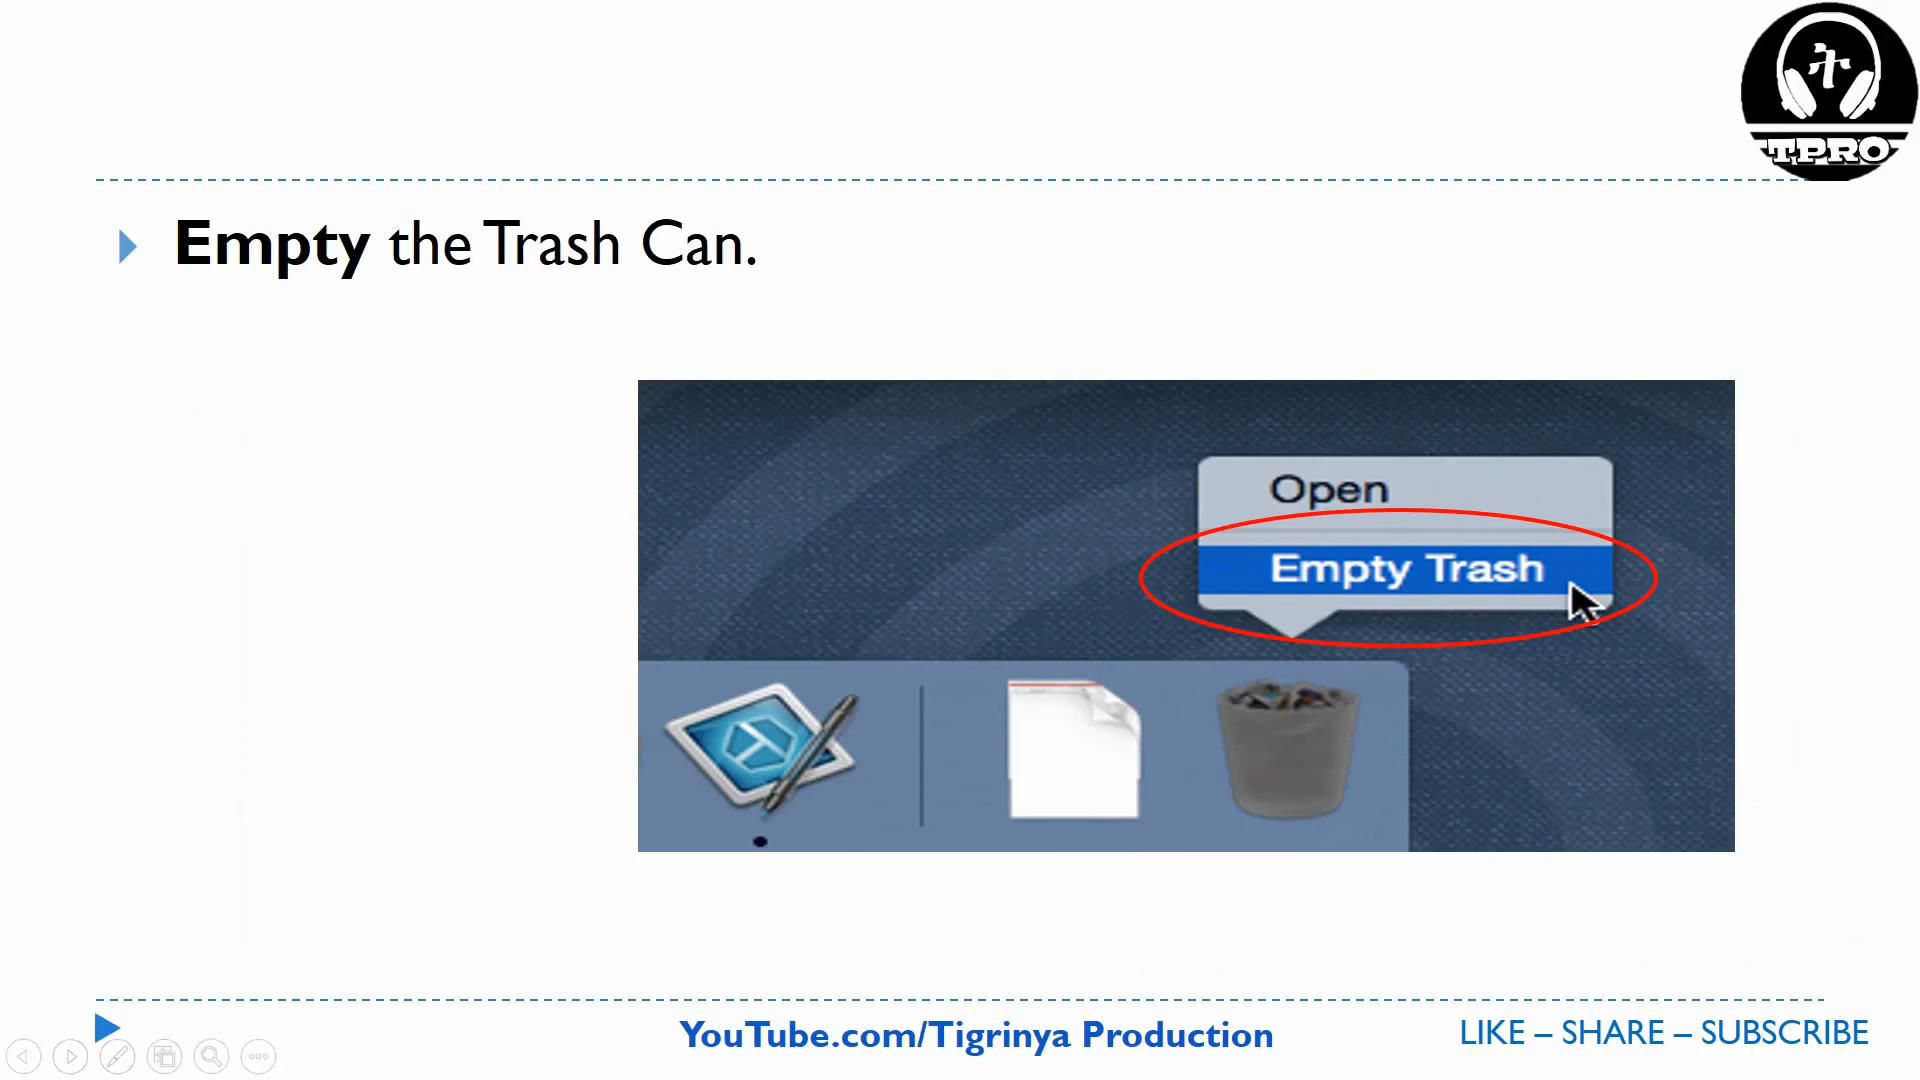 ት
TPRO
Empty the Trash Can.
Open
Empty Trash
YouTube.com/Tigrinya Production
LIKE – SHARE – SUBSCRIBE